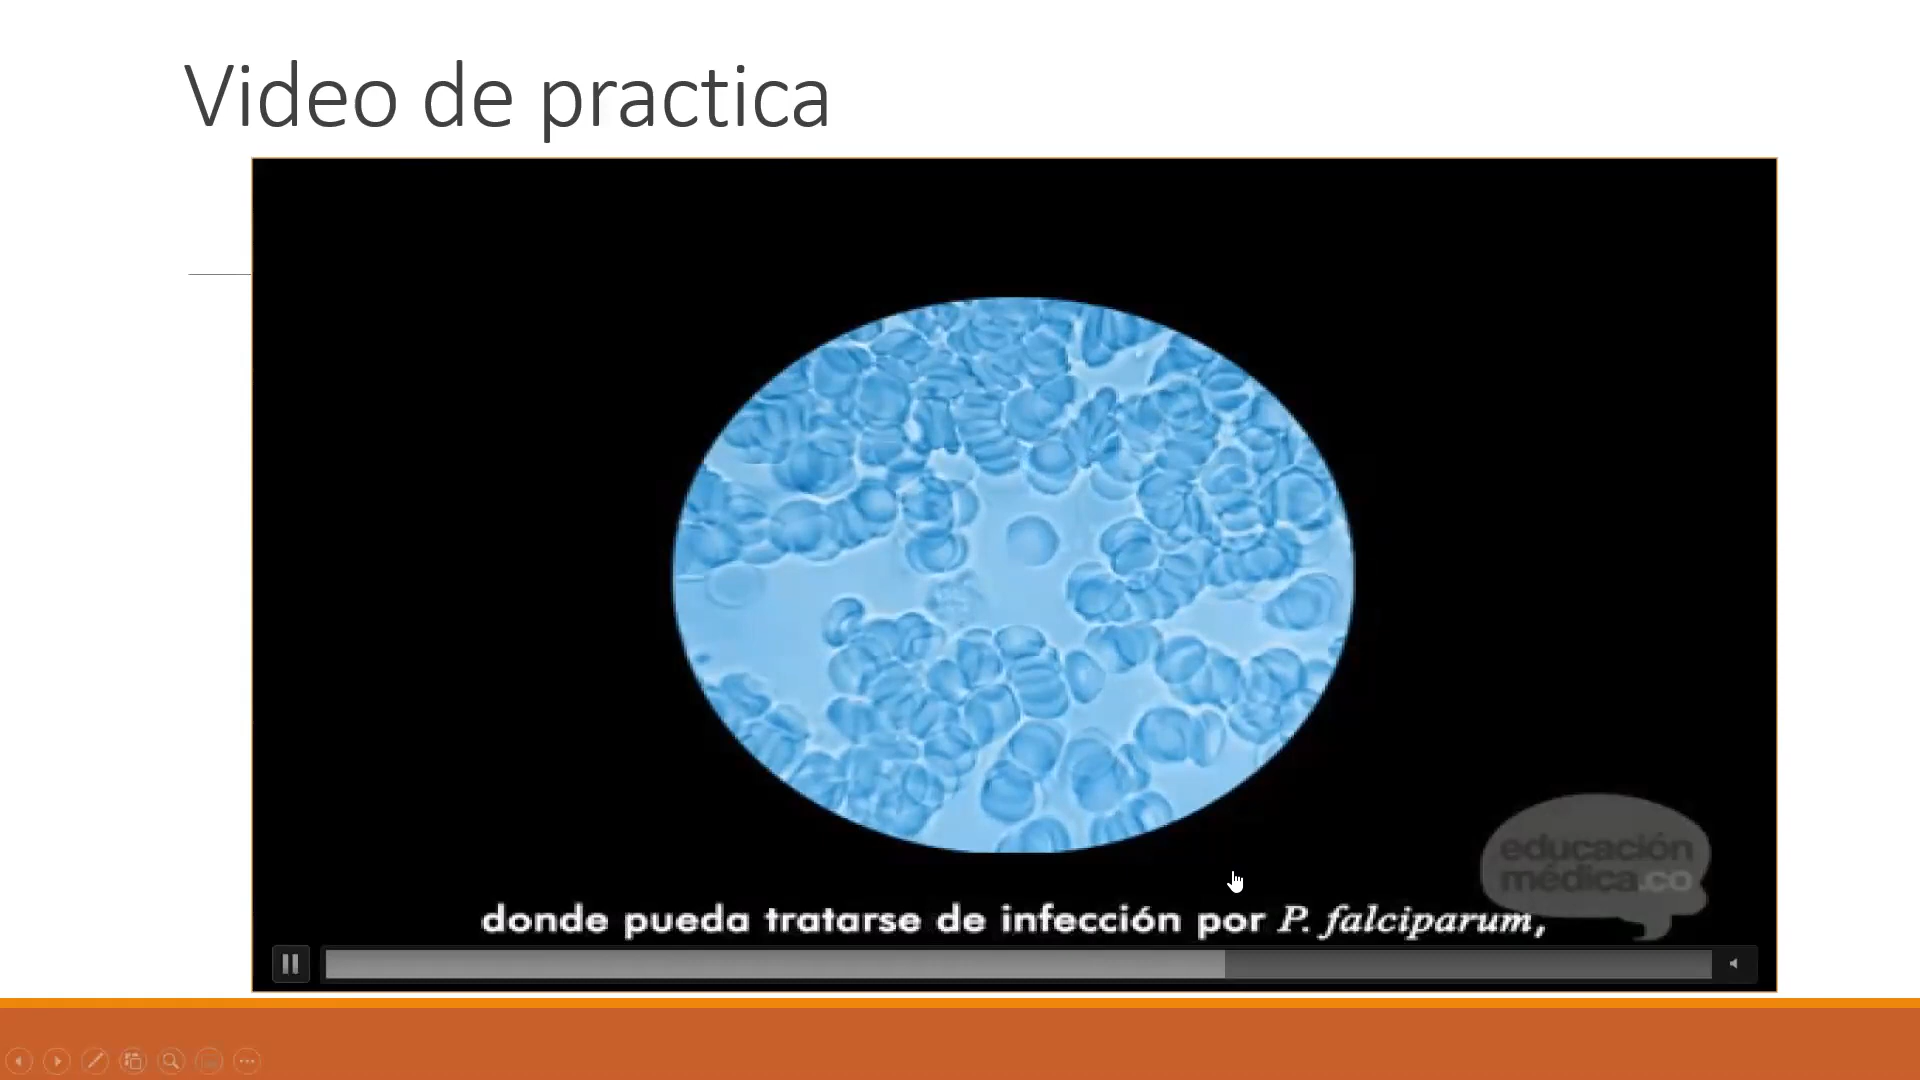 Video de practica
educación
médica.co
donde pueda tratarse de infección por P. falciparum,